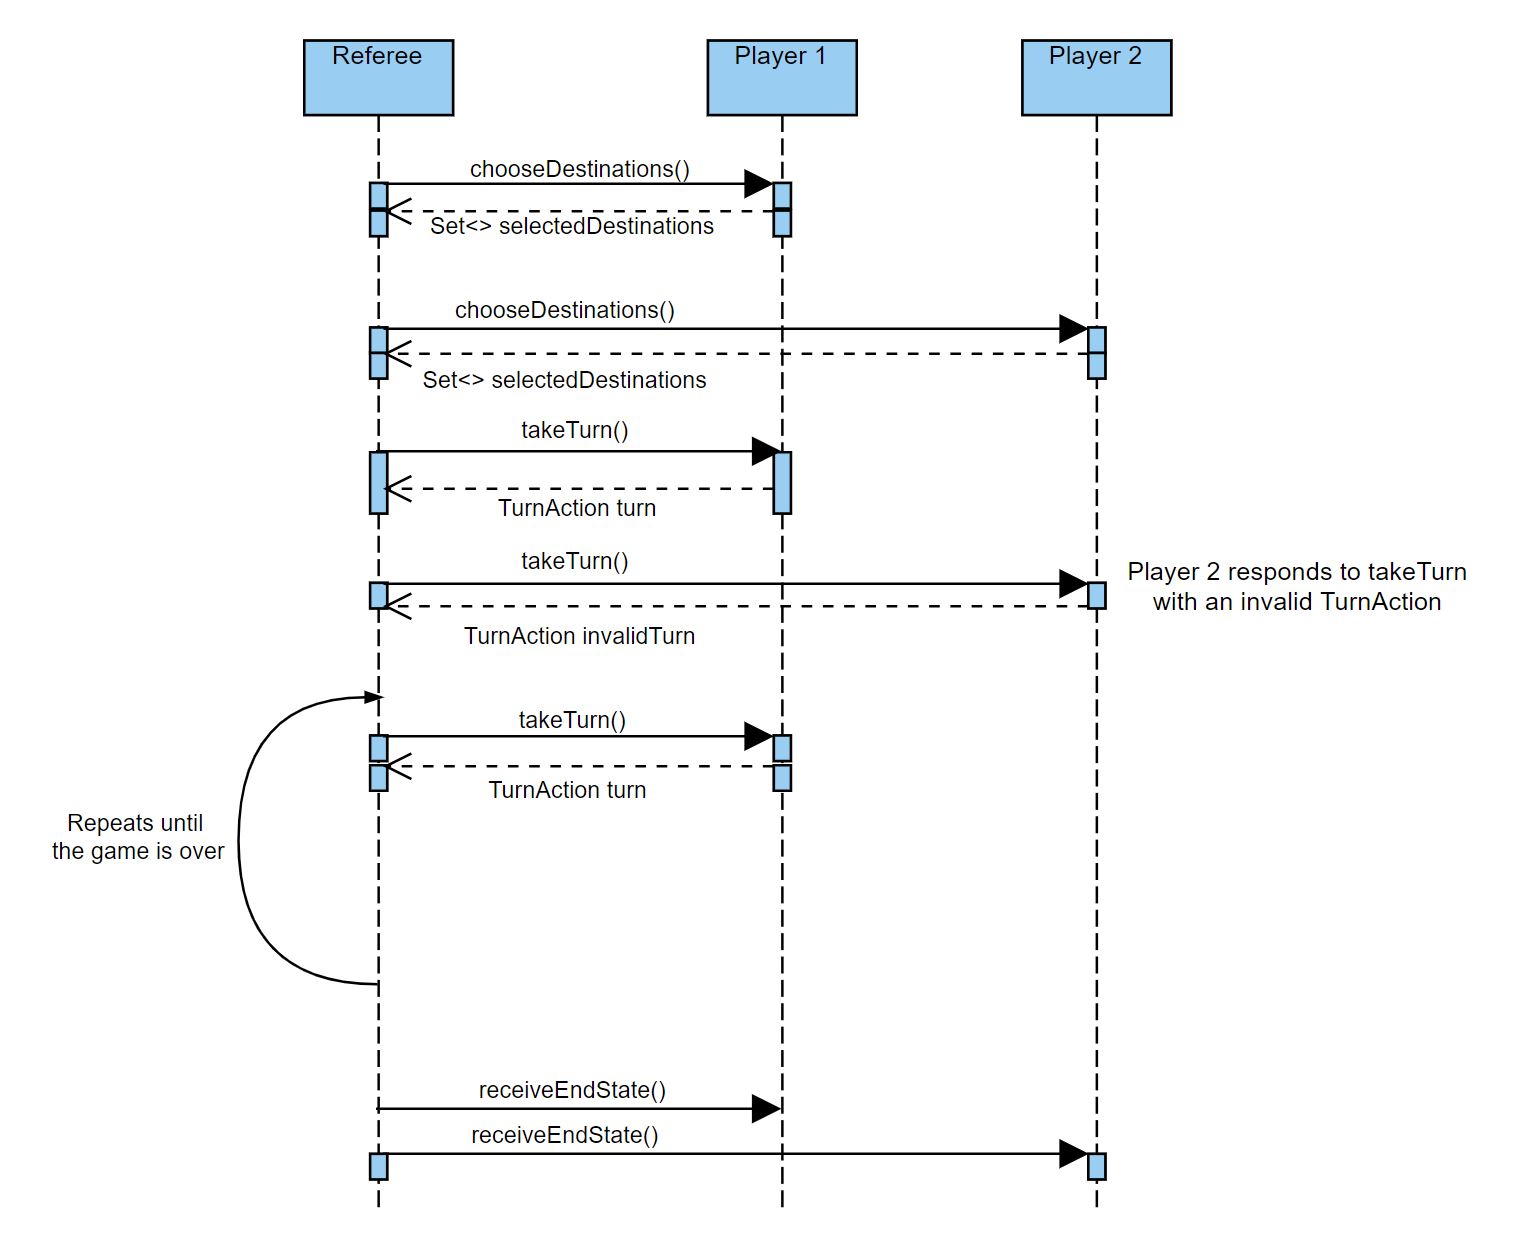 Referee
Player 1
Player 2
chooseDestinations()
Set<> selectedDestinations
chooseDestinations()
Set<> selectedDestinations
takeTurn()
TurnAction turn
takeTurn()
Player 2 responds to takeTurn
with an invalid TurnAction
TurnAction invalidTurn
takeTurn()
TurnAction turn
Repeats until
the game is over
receiveEndState()
receiveEndState()